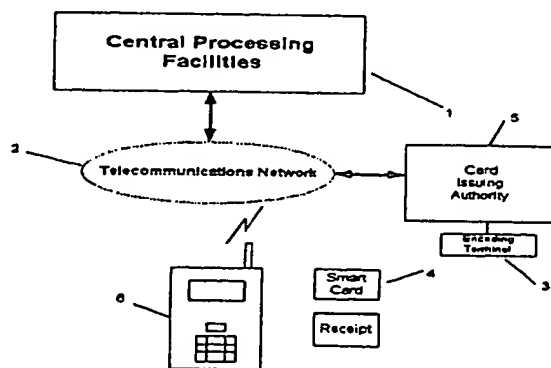 Central Processing
Facilities
1
5
2
Telecommunications Network
Card
Issuing
Authority
Encoding
Terminal
3
Smart
Card
4
6
Receipt